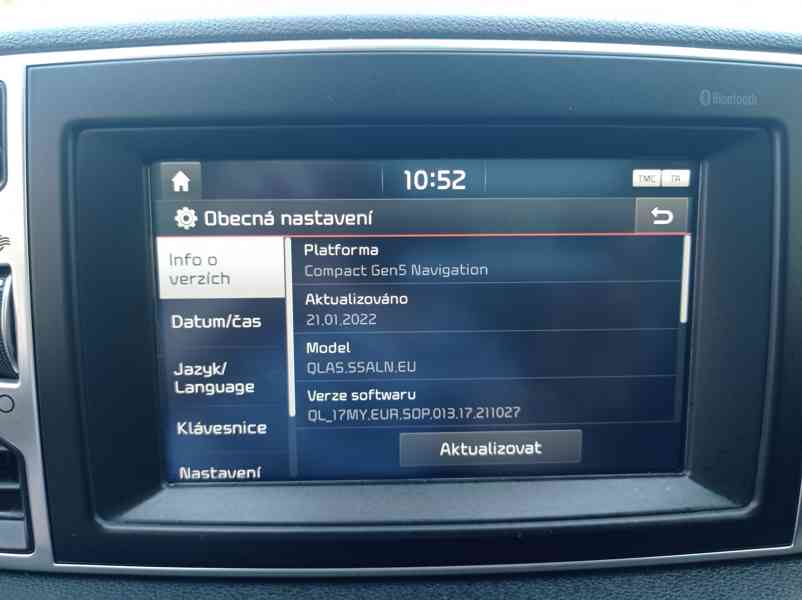 Bluetooth
10:52
TMC TA
Obecná nastavení
Info o
verzích
Datum/čas
Jazyk/
Language
Klávesnice
Nastavení
Platforma
Compact Gen5 Navigation
Aktualizováno
21.01.2022
Model
QLA5.S5ALN.EU
Verze softwaru
QL_17MY.EUR.SOP.013.17.211027
Aktualizovat